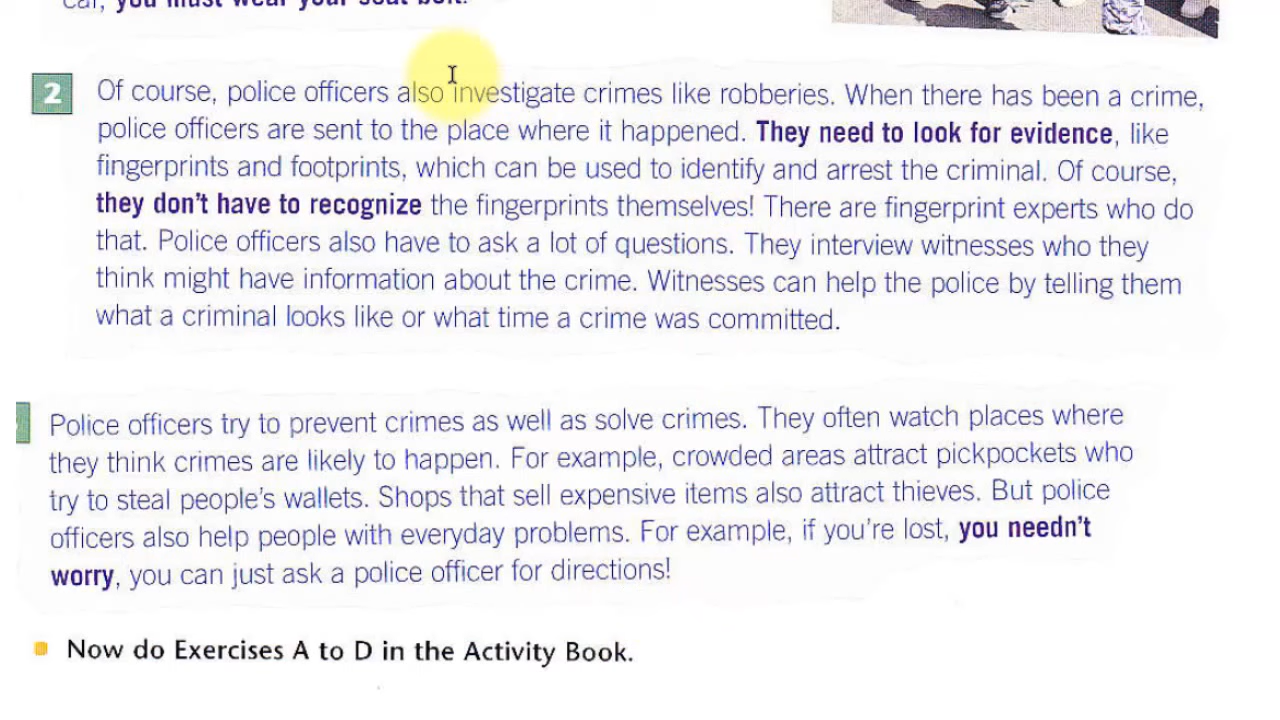 car, you must wear your seat belt.
2
Of course, police officers also investigate crimes like robberies. When there has been a crime,
police officers are sent to the place where it happened. They need to look for evidence, like
fingerprints and footprints, which can be used to identify and arrest the criminal. Of course,
they don't have to recognize the fingerprints themselves! There are fingerprint experts who do
that. Police officers also have to ask a lot of questions. They interview witnesses who they
think might have information about the crime. Witnesses can help the police by telling them
what a criminal looks like or what time a crime was committed.
Police officers try to prevent crimes as well as solve crimes. They often watch places where
they think crimes are likely to happen. For example, crowded areas attract pickpockets who
try to steal people's wallets. Shops that sell expensive items also attract thieves. But police
officers also help people with everyday problems. For example, if you're lost, you needn't
worry, you can just ask a police officer for directions!
Now do Exercises A to D in the Activity Book.